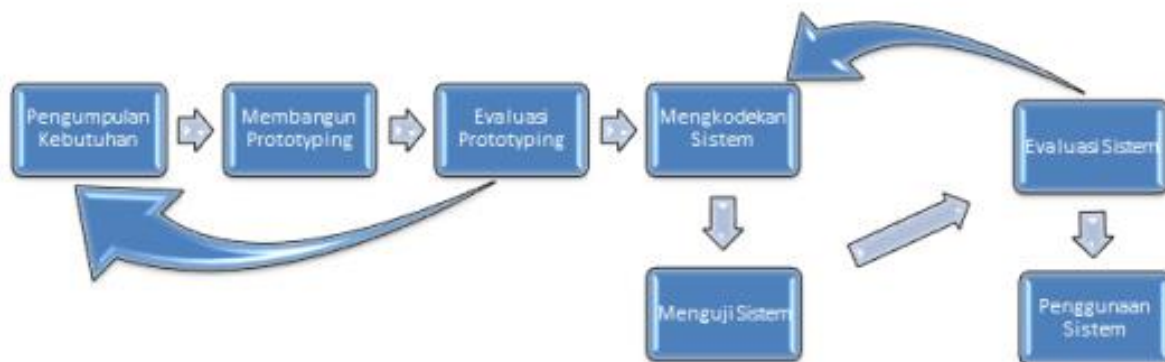 Pengumpulan
Kebutuhan
Membangun
Prototyping
Evaluasi
Prototyping
Mengkodekan
Sistem
Menguji Sistem
Evaluasi Sistem
Penggunaan
Sistem